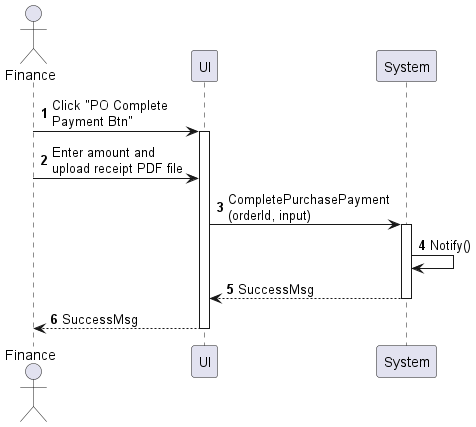 Finance
UI
System
1 Click "PO Complete
Payment Btn"
2 Enter amount and
upload receipt PDF file
3 CompletePurchasePayment
(orderId, input)
4 Notify()
5 SuccessMsg
6 SuccessMsg
Finance
UI
System